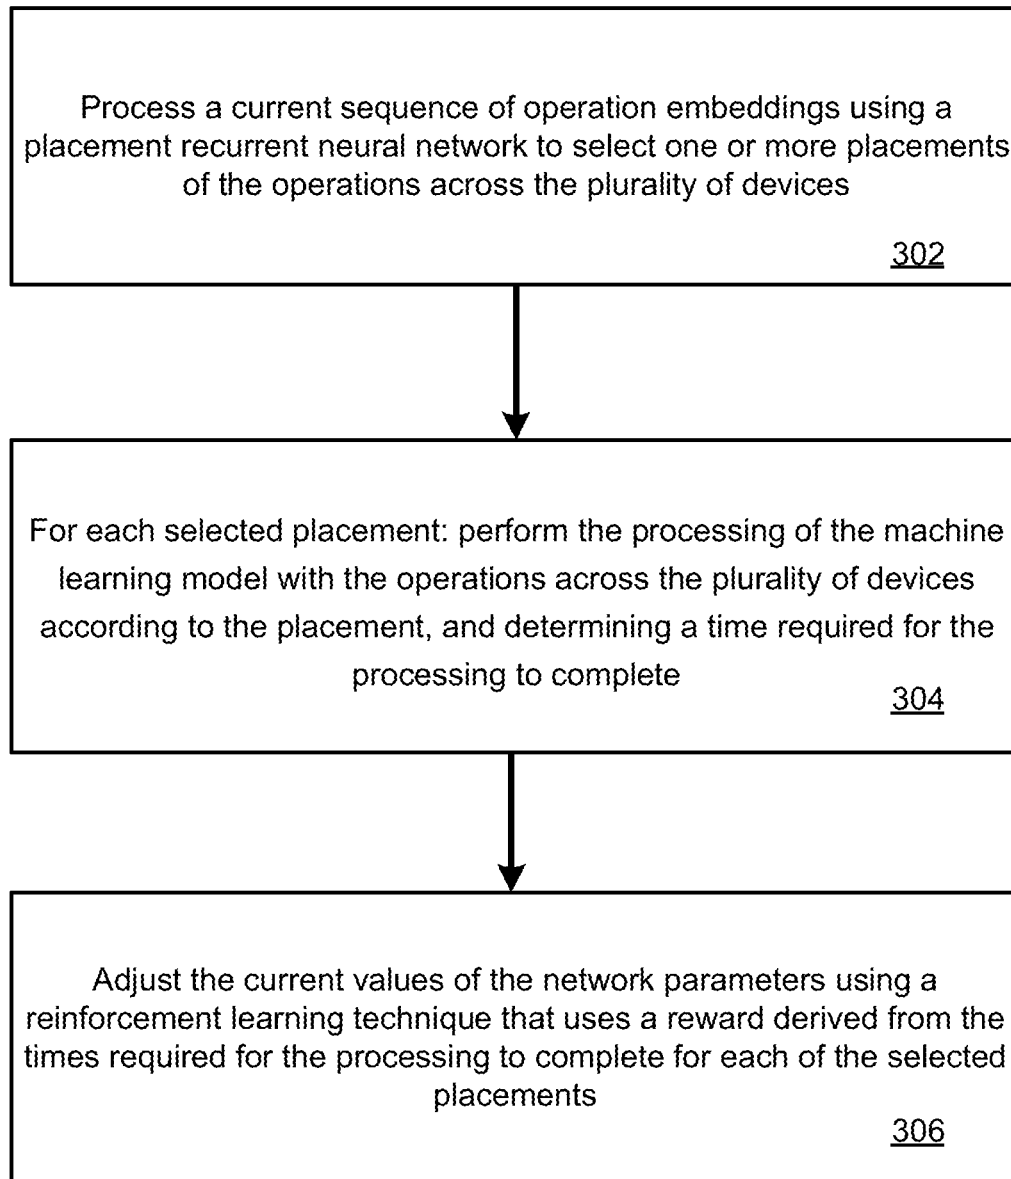 Process a current sequence of operation embeddings using a
placement recurrent neural network to select one or more placements
of the operations across the plurality of devices
302
For each selected placement: perform the processing of the machine
learning model with the operations across the plurality of devices
according to the placement, and determining a time required for the
processing to complete
304
Adjust the current values of the network parameters using a
reinforcement learning technique that uses a reward derived from the
times required for the processing to complete for each of the selected
placements
306